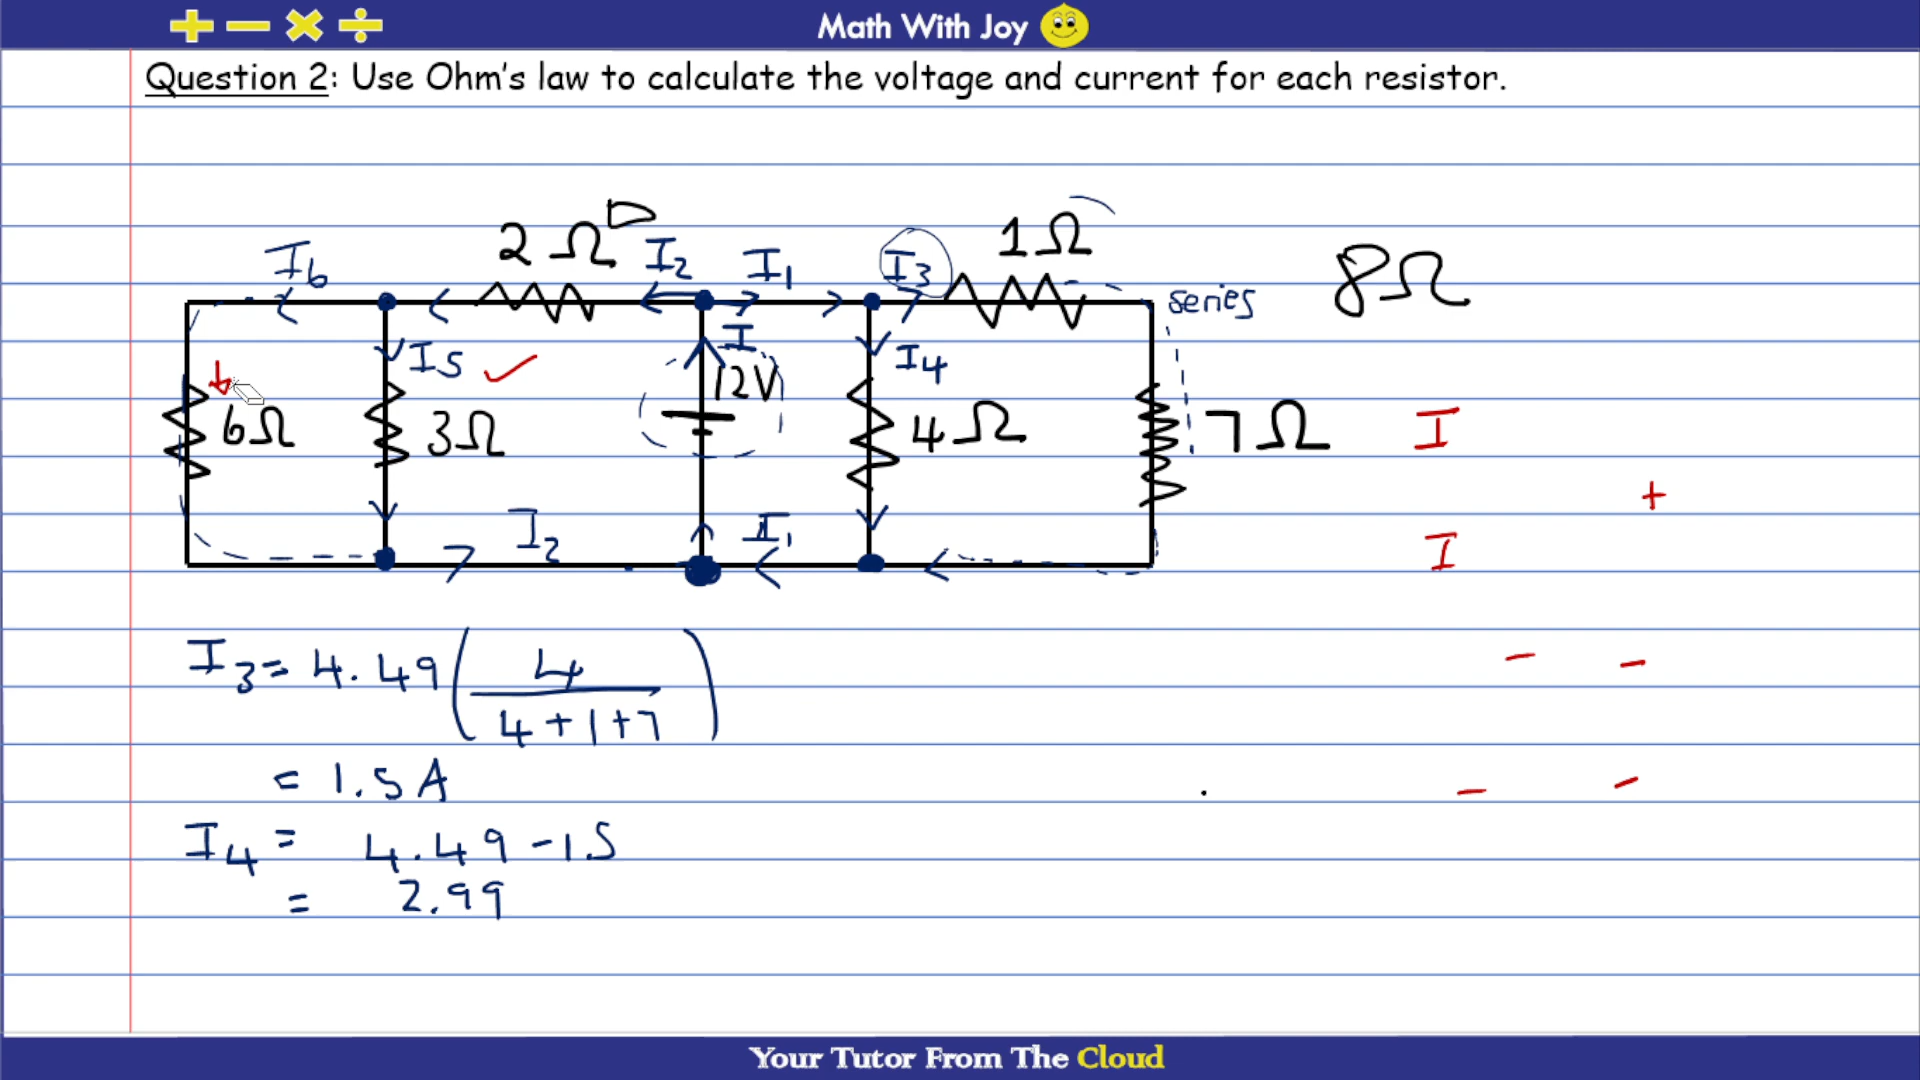 Math With Joy
Question 2: Use Ohm's law to calculate the voltage and current for each resistor.
I6 2 Ω I2 I1 I3 1Ω series 8Ω
I5 I I4
12V
6Ω 3Ω 4Ω 7Ω I
+
I2 I1 I
I3 = 4.49 ( 4 / 4+1+7 )
- -
= 1.5A
- -
I4 = 4.49 - 1.5
= 2.99
Your Tutor From The Cloud